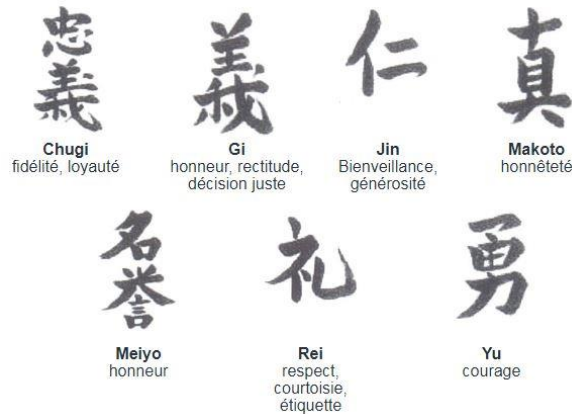 忠義
義
仁
真
Chugi
fidélité, loyauté
Gi
honneur, rectitude,
décision juste
Jin
Bienveillance,
générosité
Makoto
honnêteté
名誉
礼
勇
Meiyo
honneur
Rei
respect,
courtoisie,
étiquette
Yu
courage